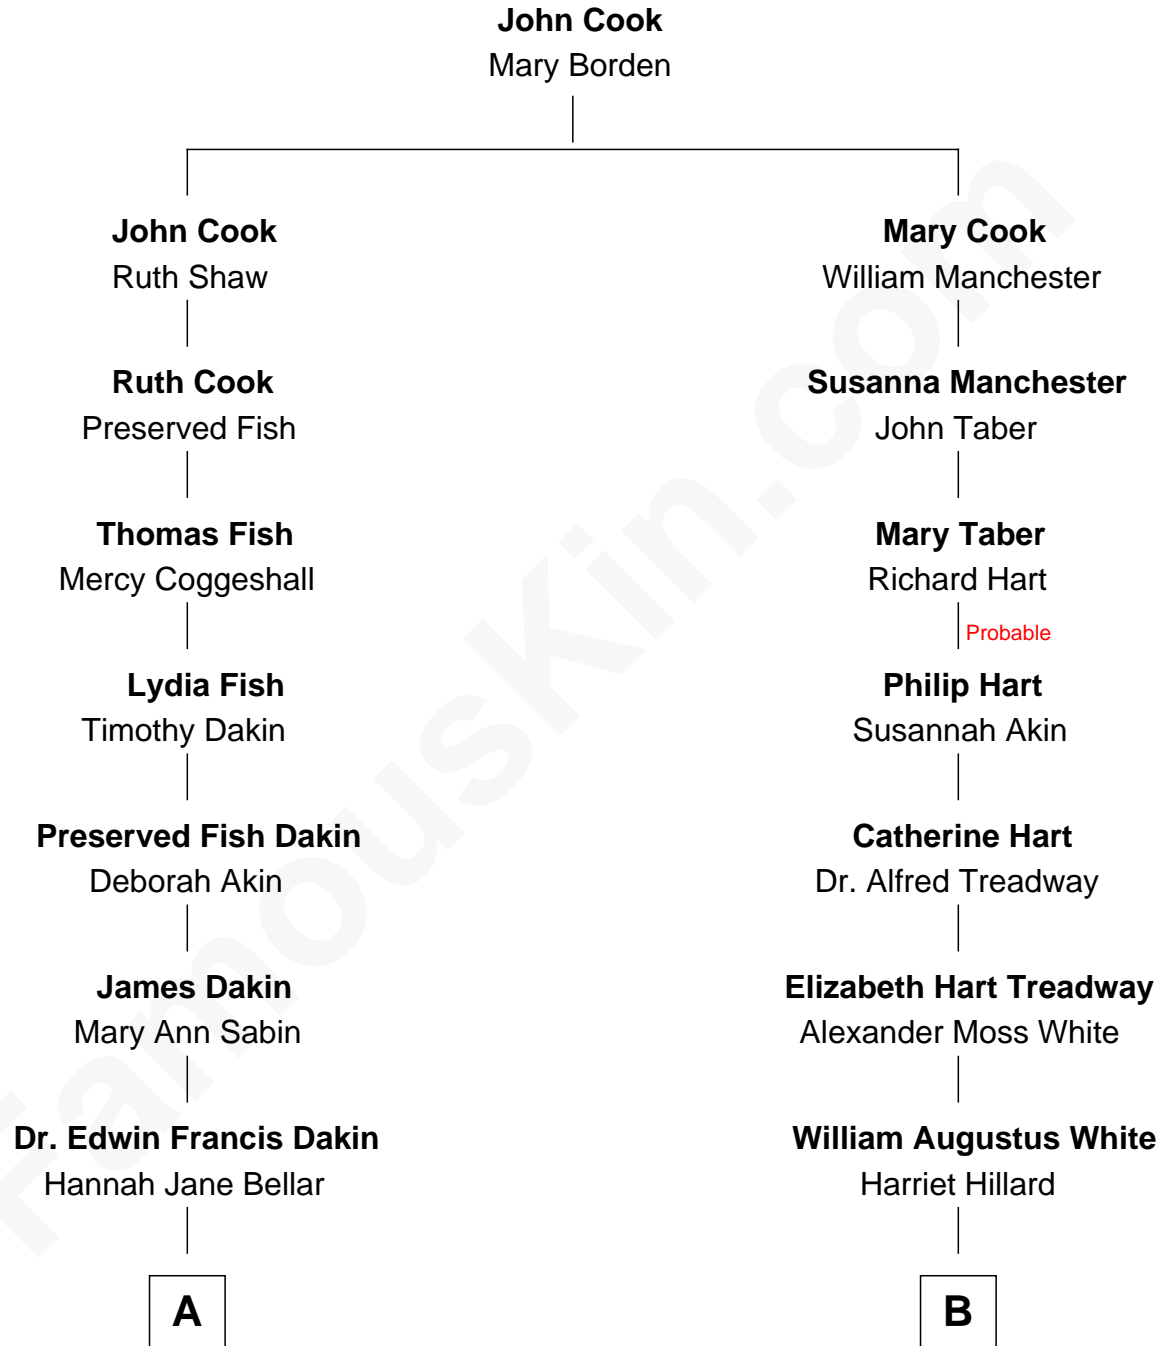 John Cook
Mary Borden
John Cook
Ruth Shaw
Mary Cook
William Manchester
Ruth Cook
Preserved Fish
Susanna Manchester
John Taber
Thomas Fish
Mercy Coggeshall
Mary Taber
Richard Hart
Probable
Lydia Fish
Timothy Dakin
Philip Hart
Susannah Akin
Preserved Fish Dakin
Deborah Akin
Catherine Hart
Dr. Alfred Treadway
James Dakin
Mary Ann Sabin
Elizabeth Hart Treadway
Alexander Moss White
Dr. Edwin Francis Dakin
Hannah Jane Bellar
William Augustus White
Harriet Hillard
A
B
FamousKin.com